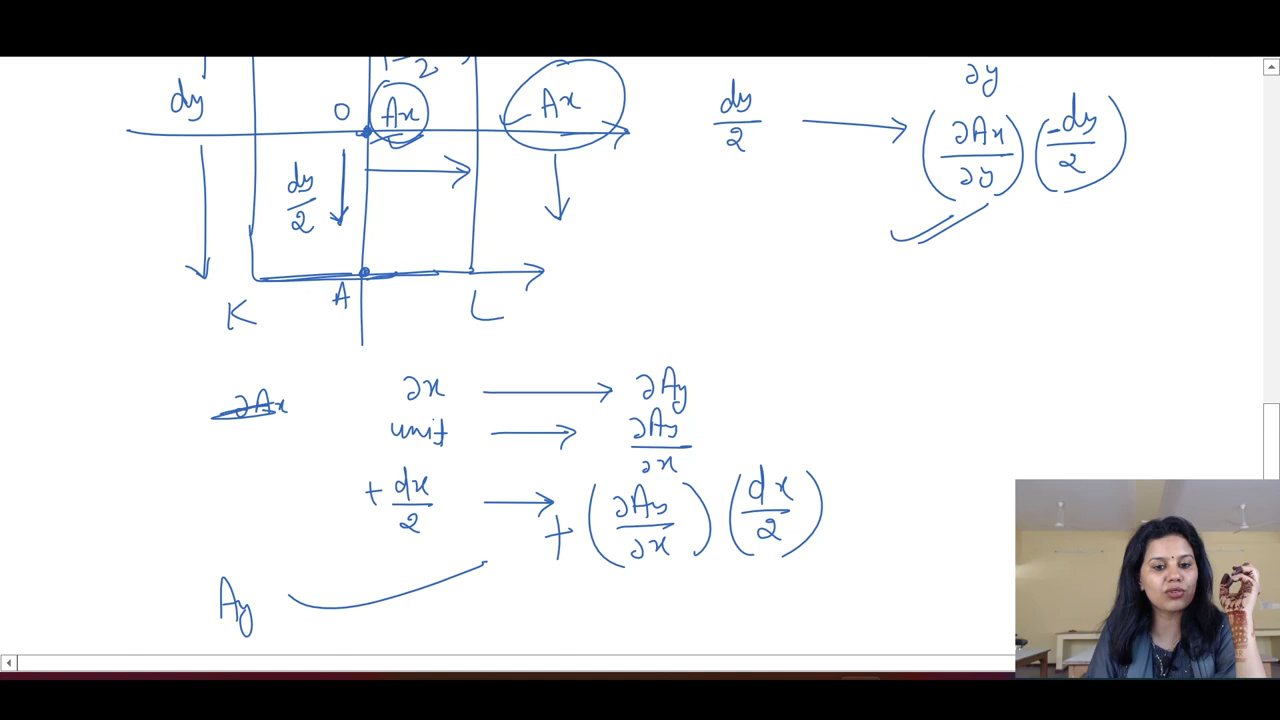 2
dy O Ax Ax
dy/2 → ∂y (∂Ax/∂y) (-dy/2)
dy/2
K A L
∂Ax ∂x → ∂Ay
unit → ∂Ay/∂x
+ dx/2 → + (∂Ay/∂x) (dx/2)
Ay